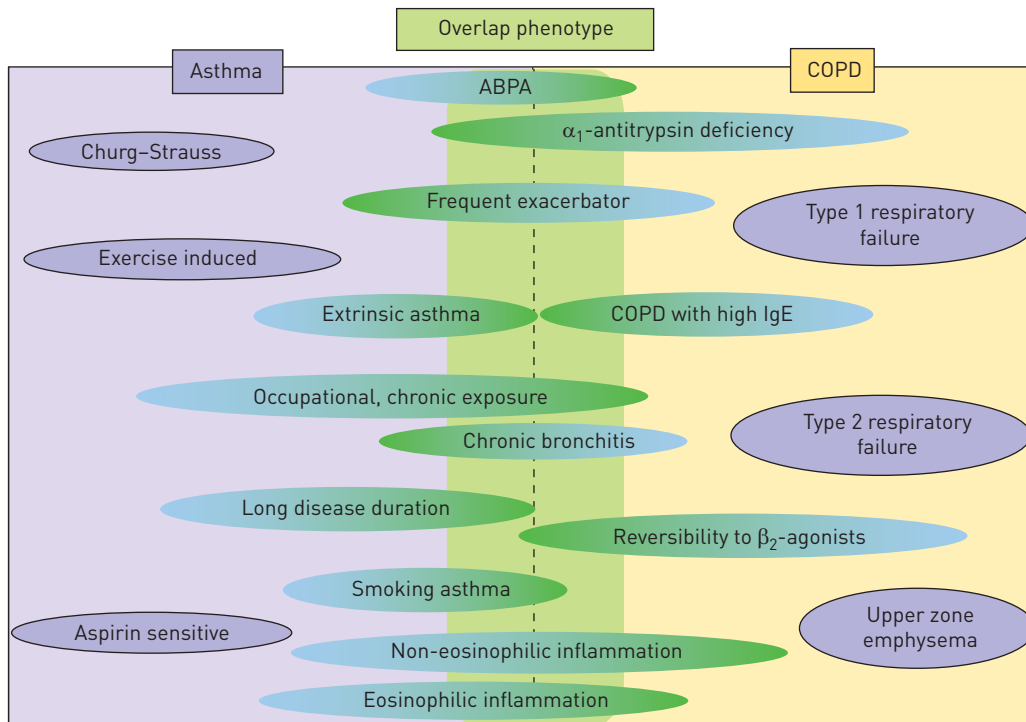 Overlap phenotype
Asthma
COPD
ABPA
α₁-antitrypsin deficiency
Churg–Strauss
Frequent exacerbator
Type 1 respiratory
failure
Exercise induced
Extrinsic asthma
COPD with high IgE
Occupational, chronic exposure
Type 2 respiratory
failure
Chronic bronchitis
Long disease duration
Reversibility to β₂-agonists
Smoking asthma
Upper zone
emphysema
Aspirin sensitive
Non-eosinophilic inflammation
Eosinophilic inflammation